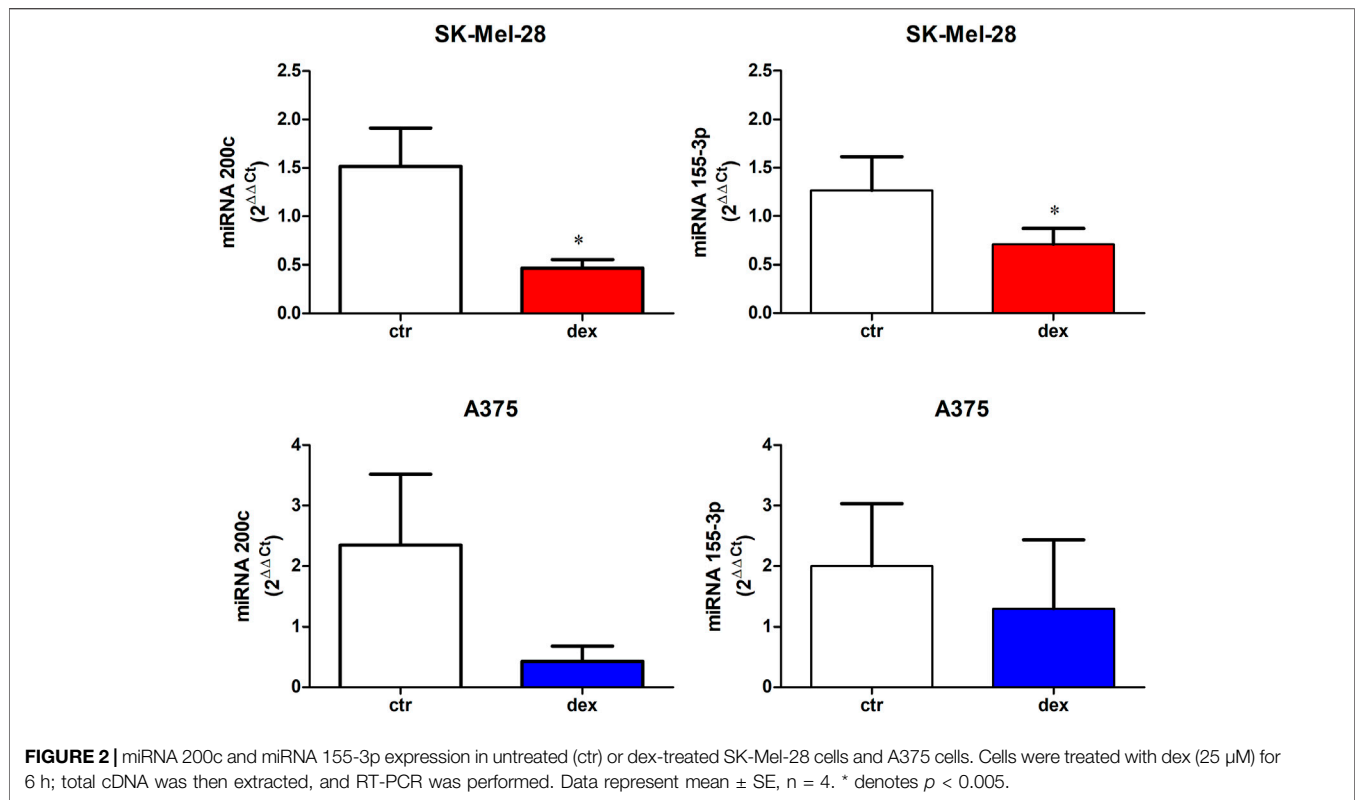 SK-Mel-28
miRNA 200c
(2^ΔΔCt)
2.5
2.0
1.5
1.0
0.5
0.0
*
ctr
dex
SK-Mel-28
miRNA 155-3p
(2^ΔΔCt)
2.5
2.0
1.5
1.0
0.5
0.0
*
ctr
dex
A375
miRNA 200c
(2^ΔΔCt)
4
3
2
1
0
ctr
dex
A375
miRNA 155-3p
(2^ΔΔCt)
4
3
2
1
0
ctr
dex
FIGURE 2 | miRNA 200c and miRNA 155-3p expression in untreated (ctr) or dex-treated SK-Mel-28 cells and A375 cells. Cells were treated with dex (25 µM) for
6 h; total cDNA was then extracted, and RT-PCR was performed. Data represent mean ± SE, n = 4. * denotes p < 0.005.